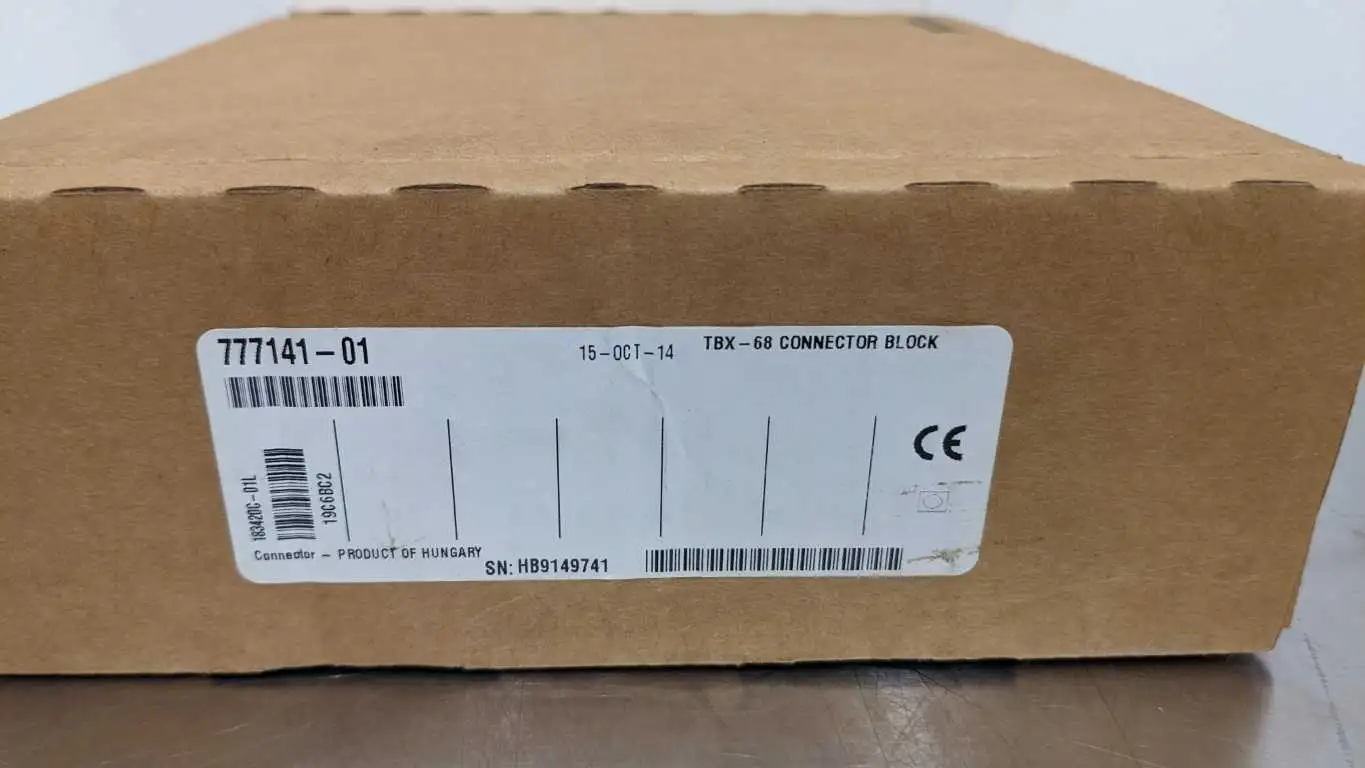 777141-01
15-OCT-14
TBX-68 CONNECTOR BLOCK
183420C-01L
19C6BC2
CE
Connector - PRODUCT OF HUNGARY
SN: HB9149741